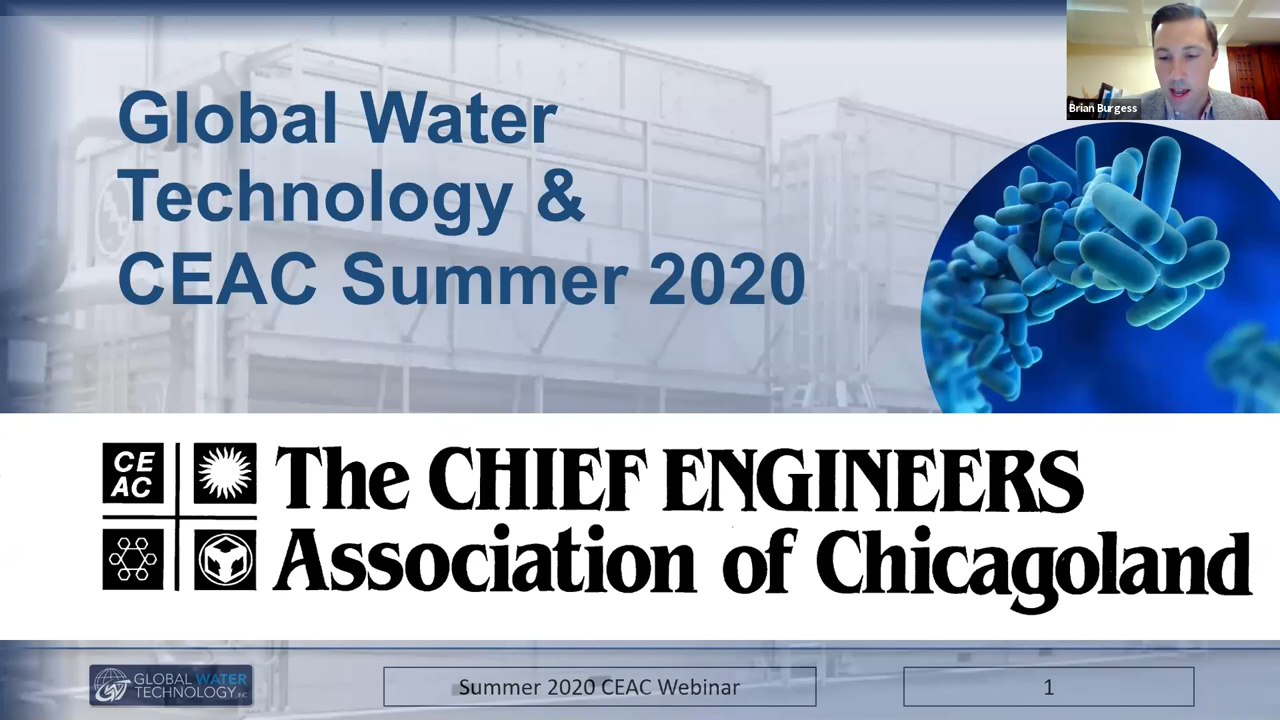 Global Water
Technology &
CEAC Summer 2020
Brian Burgess
CE
AC
The CHIEF ENGINEERS
Association of Chicagoland
GLOBAL WATER
TECHNOLOGY, INC
Summer 2020 CEAC Webinar
1